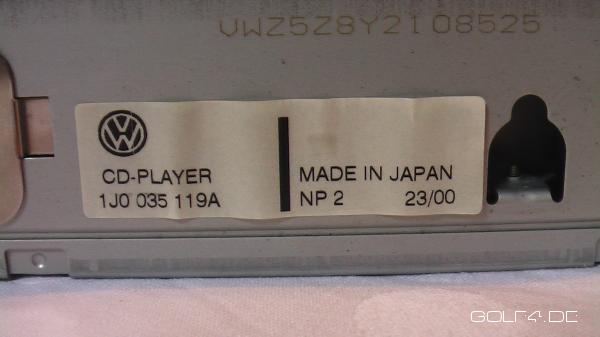 VWZ5Z8Y2108525
CD-PLAYER
1J0 035 119A
MADE IN JAPAN
NP 2 23/00
GOLF4.DE